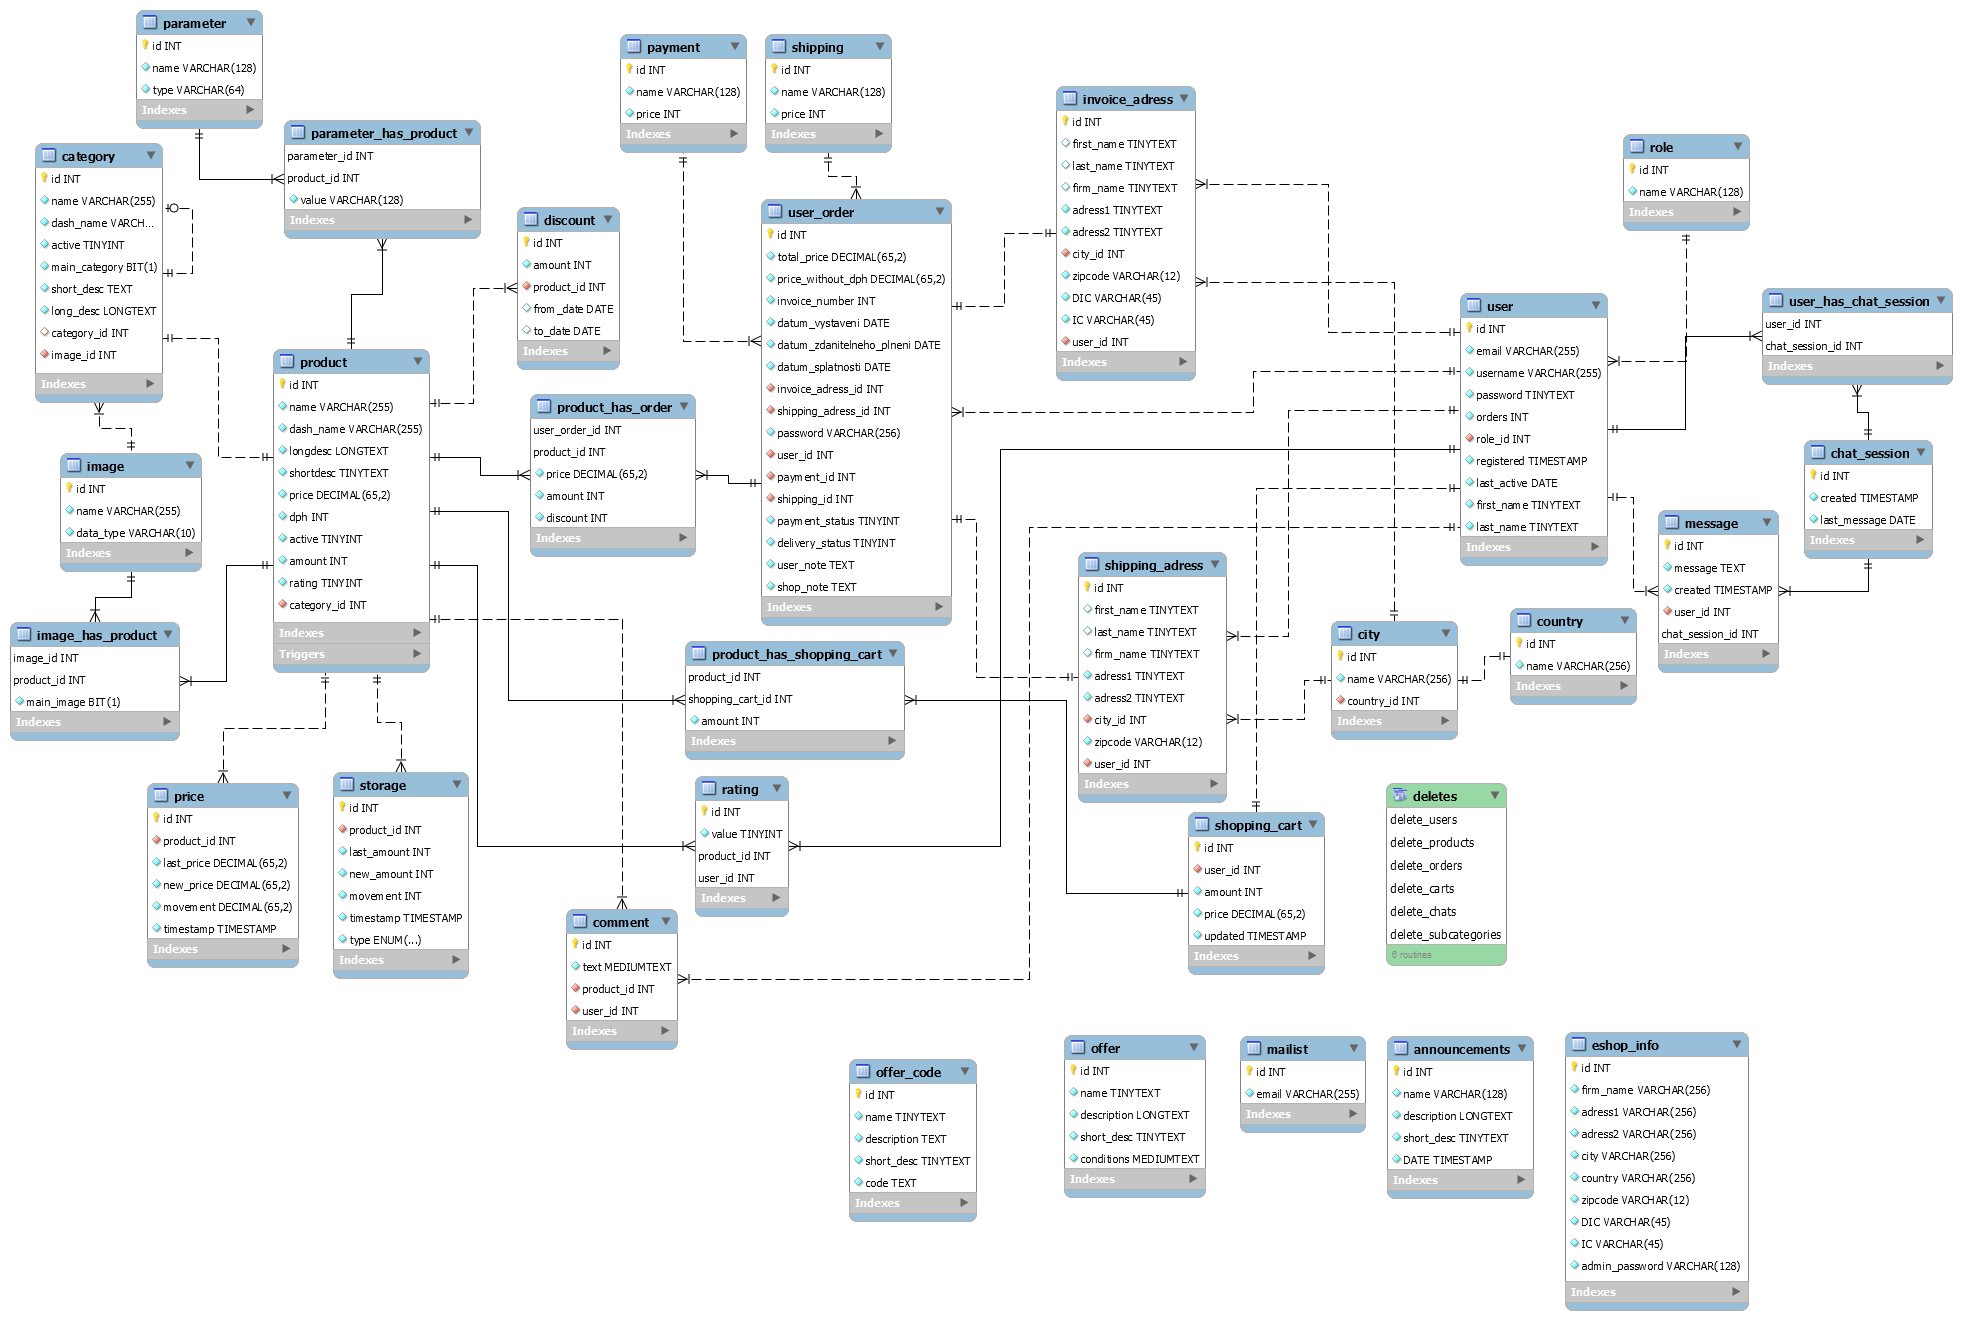 parameter
id INT
name VARCHAR(128)
type VARCHAR(64)
Indexes
parameter_has_product
parameter_id INT
product_id INT
value VARCHAR(128)
Indexes
category
id INT
name VARCHAR(255)
dash_name VARCH...
active TINYINT
main_category BIT(1)
short_desc TEXT
long_desc LONGTEXT
category_id INT
image_id INT
Indexes
payment
id INT
name VARCHAR(128)
price INT
Indexes
shipping
id INT
name VARCHAR(128)
price INT
Indexes
discount
id INT
amount INT
product_id INT
from_date DATE
to_date DATE
Indexes
user_order
id INT
total_price DECIMAL(65,2)
price_without_dph DECIMAL(65,2)
invoice_number INT
datum_vystaveni DATE
datum_zdanitelneho_plneni DATE
datum_splatnosti DATE
invoice_adress_id INT
shipping_adress_id INT
password VARCHAR(256)
user_id INT
payment_id INT
shipping_id INT
payment_status TINYINT
delivery_status TINYINT
user_note TEXT
shop_note TEXT
Indexes
invoice_adress
id INT
first_name TINYTEXT
last_name TINYTEXT
firm_name TINYTEXT
adress1 TINYTEXT
adress2 TINYTEXT
city_id INT
zipcode VARCHAR(12)
DIC VARCHAR(45)
IC VARCHAR(45)
user_id INT
Indexes
role
id INT
name VARCHAR(128)
Indexes
user
id INT
email VARCHAR(255)
username VARCHAR(255)
password TINYTEXT
orders INT
role_id INT
registered TIMESTAMP
last_active DATE
first_name TINYTEXT
last_name TINYTEXT
Indexes
user_has_chat_session
user_id INT
chat_session_id INT
Indexes
product
id INT
name VARCHAR(255)
dash_name VARCHAR(255)
longdesc LONGTEXT
shortdesc TINYTEXT
price DECIMAL(65,2)
dph INT
active TINYINT
amount INT
rating TINYINT
category_id INT
Indexes
Triggers
product_has_order
user_order_id INT
product_id INT
price DECIMAL(65,2)
amount INT
discount INT
Indexes
image
id INT
name VARCHAR(255)
data_type VARCHAR(10)
Indexes
chat_session
id INT
created TIMESTAMP
last_message DATE
Indexes
message
id INT
message TEXT
created TIMESTAMP
user_id INT
chat_session_id INT
Indexes
image_has_product
image_id INT
product_id INT
main_image BIT(1)
Indexes
shipping_adress
id INT
first_name TINYTEXT
last_name TINYTEXT
firm_name TINYTEXT
adress1 TINYTEXT
adress2 TINYTEXT
city_id INT
zipcode VARCHAR(12)
user_id INT
Indexes
city
id INT
name VARCHAR(256)
country_id INT
Indexes
country
id INT
name VARCHAR(256)
Indexes
product_has_shopping_cart
product_id INT
shopping_cart_id INT
amount INT
Indexes
price
id INT
product_id INT
last_price DECIMAL(65,2)
new_price DECIMAL(65,2)
movement DECIMAL(65,2)
timestamp TIMESTAMP
Indexes
storage
id INT
product_id INT
last_amount INT
new_amount INT
movement INT
timestamp TIMESTAMP
type ENUM(...)
Indexes
rating
id INT
value TINYINT
product_id INT
user_id INT
Indexes
comment
id INT
text MEDIUMTEXT
product_id INT
user_id INT
Indexes
shopping_cart
id INT
user_id INT
amount INT
price DECIMAL(65,2)
updated TIMESTAMP
Indexes
deletes
delete_users
delete_products
delete_orders
delete_carts
delete_chats
delete_subcategories
6 routines
offer_code
id INT
name TINYTEXT
description TEXT
short_desc TINYTEXT
code TEXT
Indexes
offer
id INT
name TINYTEXT
description LONGTEXT
short_desc TINYTEXT
conditions MEDIUMTEXT
Indexes
mailist
id INT
email VARCHAR(255)
Indexes
announcements
id INT
name VARCHAR(128)
description LONGTEXT
short_desc TINYTEXT
DATE TIMESTAMP
Indexes
eshop_info
id INT
firm_name VARCHAR(256)
adress1 VARCHAR(256)
adress2 VARCHAR(256)
city VARCHAR(256)
country VARCHAR(256)
zipcode VARCHAR(12)
DIC VARCHAR(45)
IC VARCHAR(45)
admin_password VARCHAR(128)
Indexes